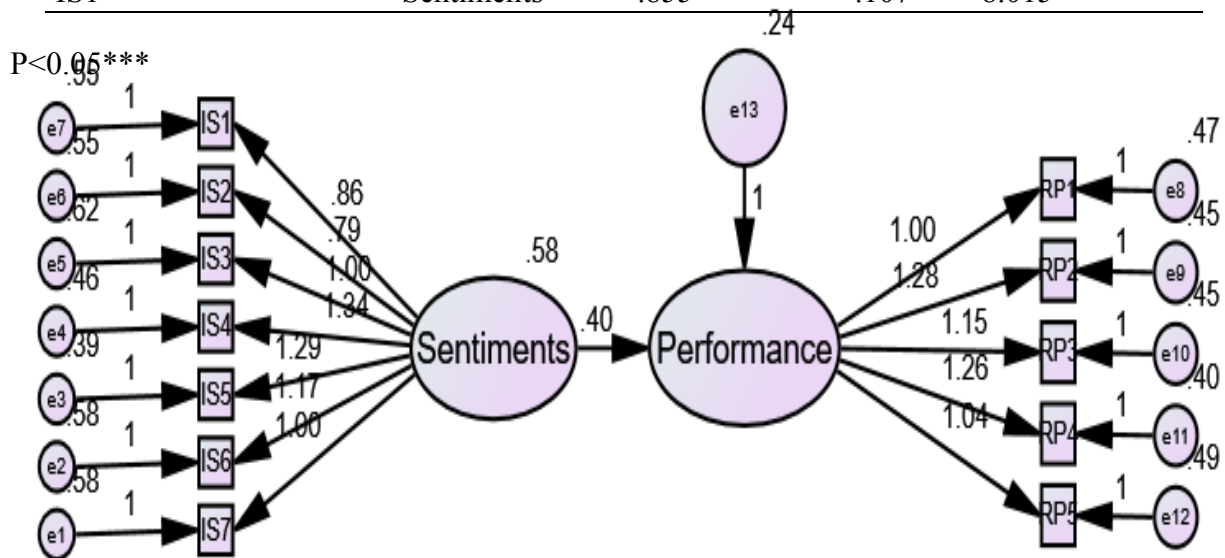 IS1 Sentiments .107
.24
P<0.05***
.55
1
e7
IS1
.55
1
e6
IS2
.62
1
e5
IS3
.46
1
e4
IS4
.39
1
e3
IS5
.58
1
e2
IS6
.58
1
e1
IS7
.86
.79
1.00
1.34
1.29
1.17
1.00
.58
Sentiments
.40
e13
1
Performance
1.00
1.28
1.15
1.26
1.04
RP1
1
.47
e8
RP2
1
.45
e9
RP3
1
.45
e10
RP4
1
.40
e11
RP5
1
.49
e12